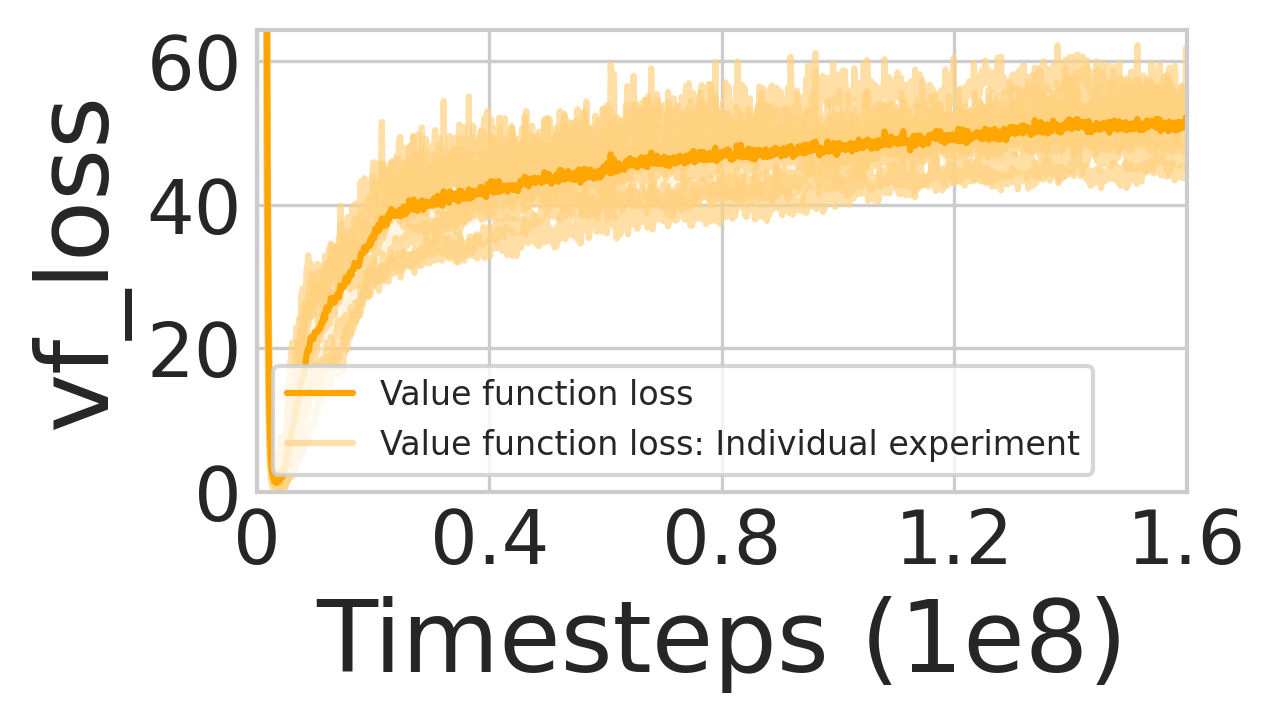 60
40
20
0
vf_loss
Value function loss
Value function loss: Individual experiment
0 0.4 0.8 1.2 1.6
Timesteps (1e8)